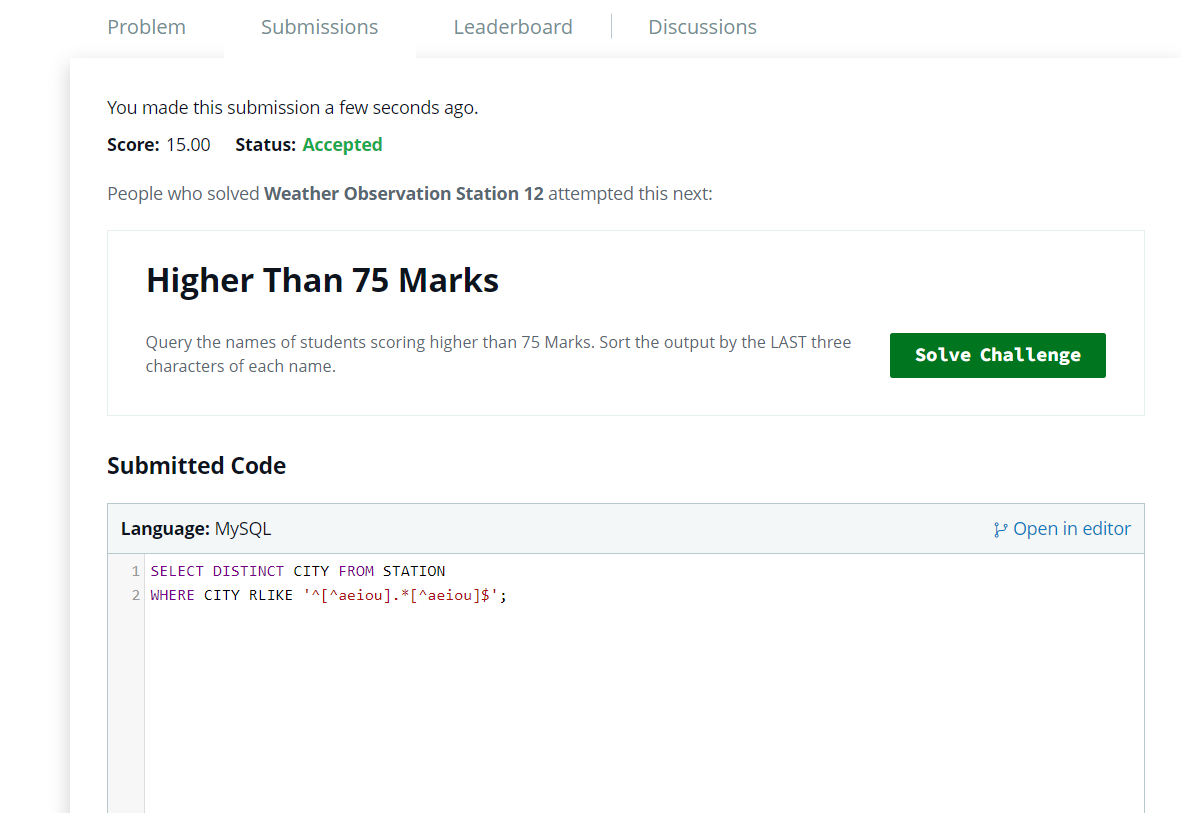 Problem Submissions Leaderboard Discussions
You made this submission a few seconds ago.
Score: 15.00 Status: Accepted
People who solved Weather Observation Station 12 attempted this next:
Higher Than 75 Marks
Query the names of students scoring higher than 75 Marks. Sort the output by the LAST three
characters of each name.
Solve Challenge
Submitted Code
Language: MySQL Open in editor
1 SELECT DISTINCT CITY FROM STATION
2 WHERE CITY RLIKE '^[^aeiou].*[^aeiou]$';